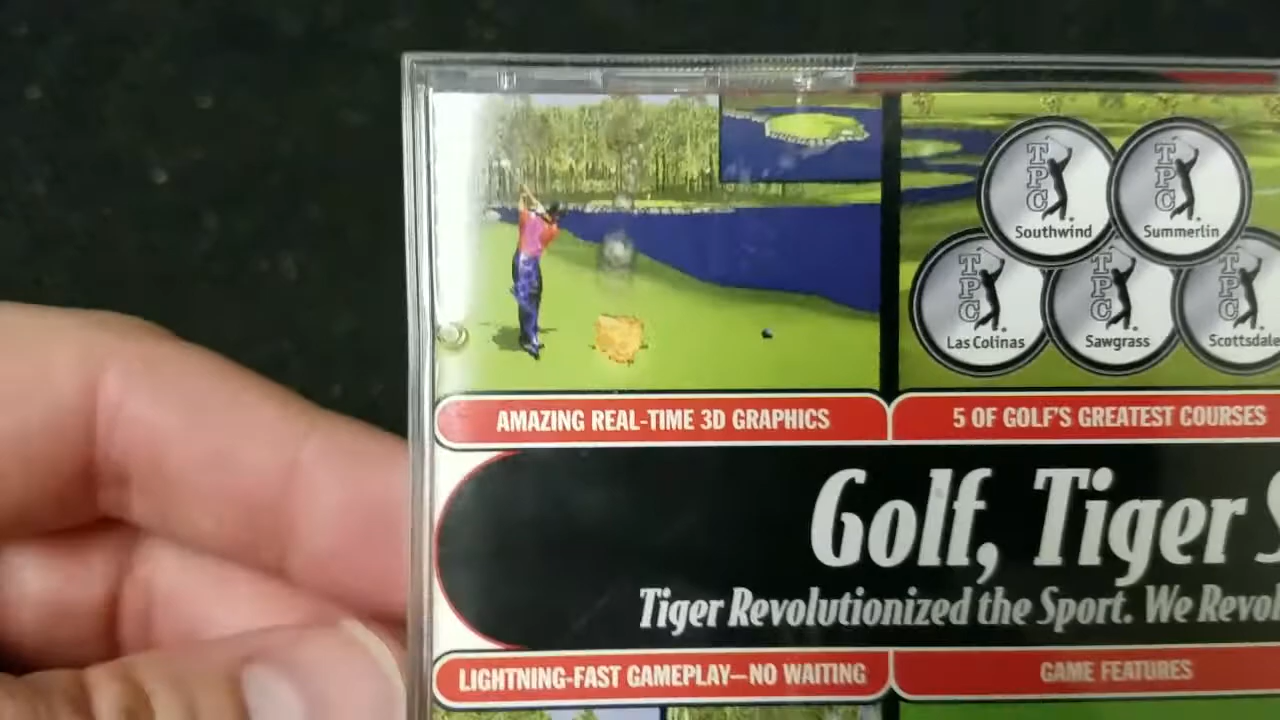 TPC
Southwind
TPC
Summerlin
TPC
Las Colinas
TPC
Sawgrass
TPC
Scottsdale
AMAZING REAL-TIME 3D GRAPHICS
5 OF GOLF'S GREATEST COURSES
Golf, Tiger
Tiger Revolutionized the Sport. We
LIGHTNING-FAST GAMEPLAY—NO WAITING
GAME FEATURES